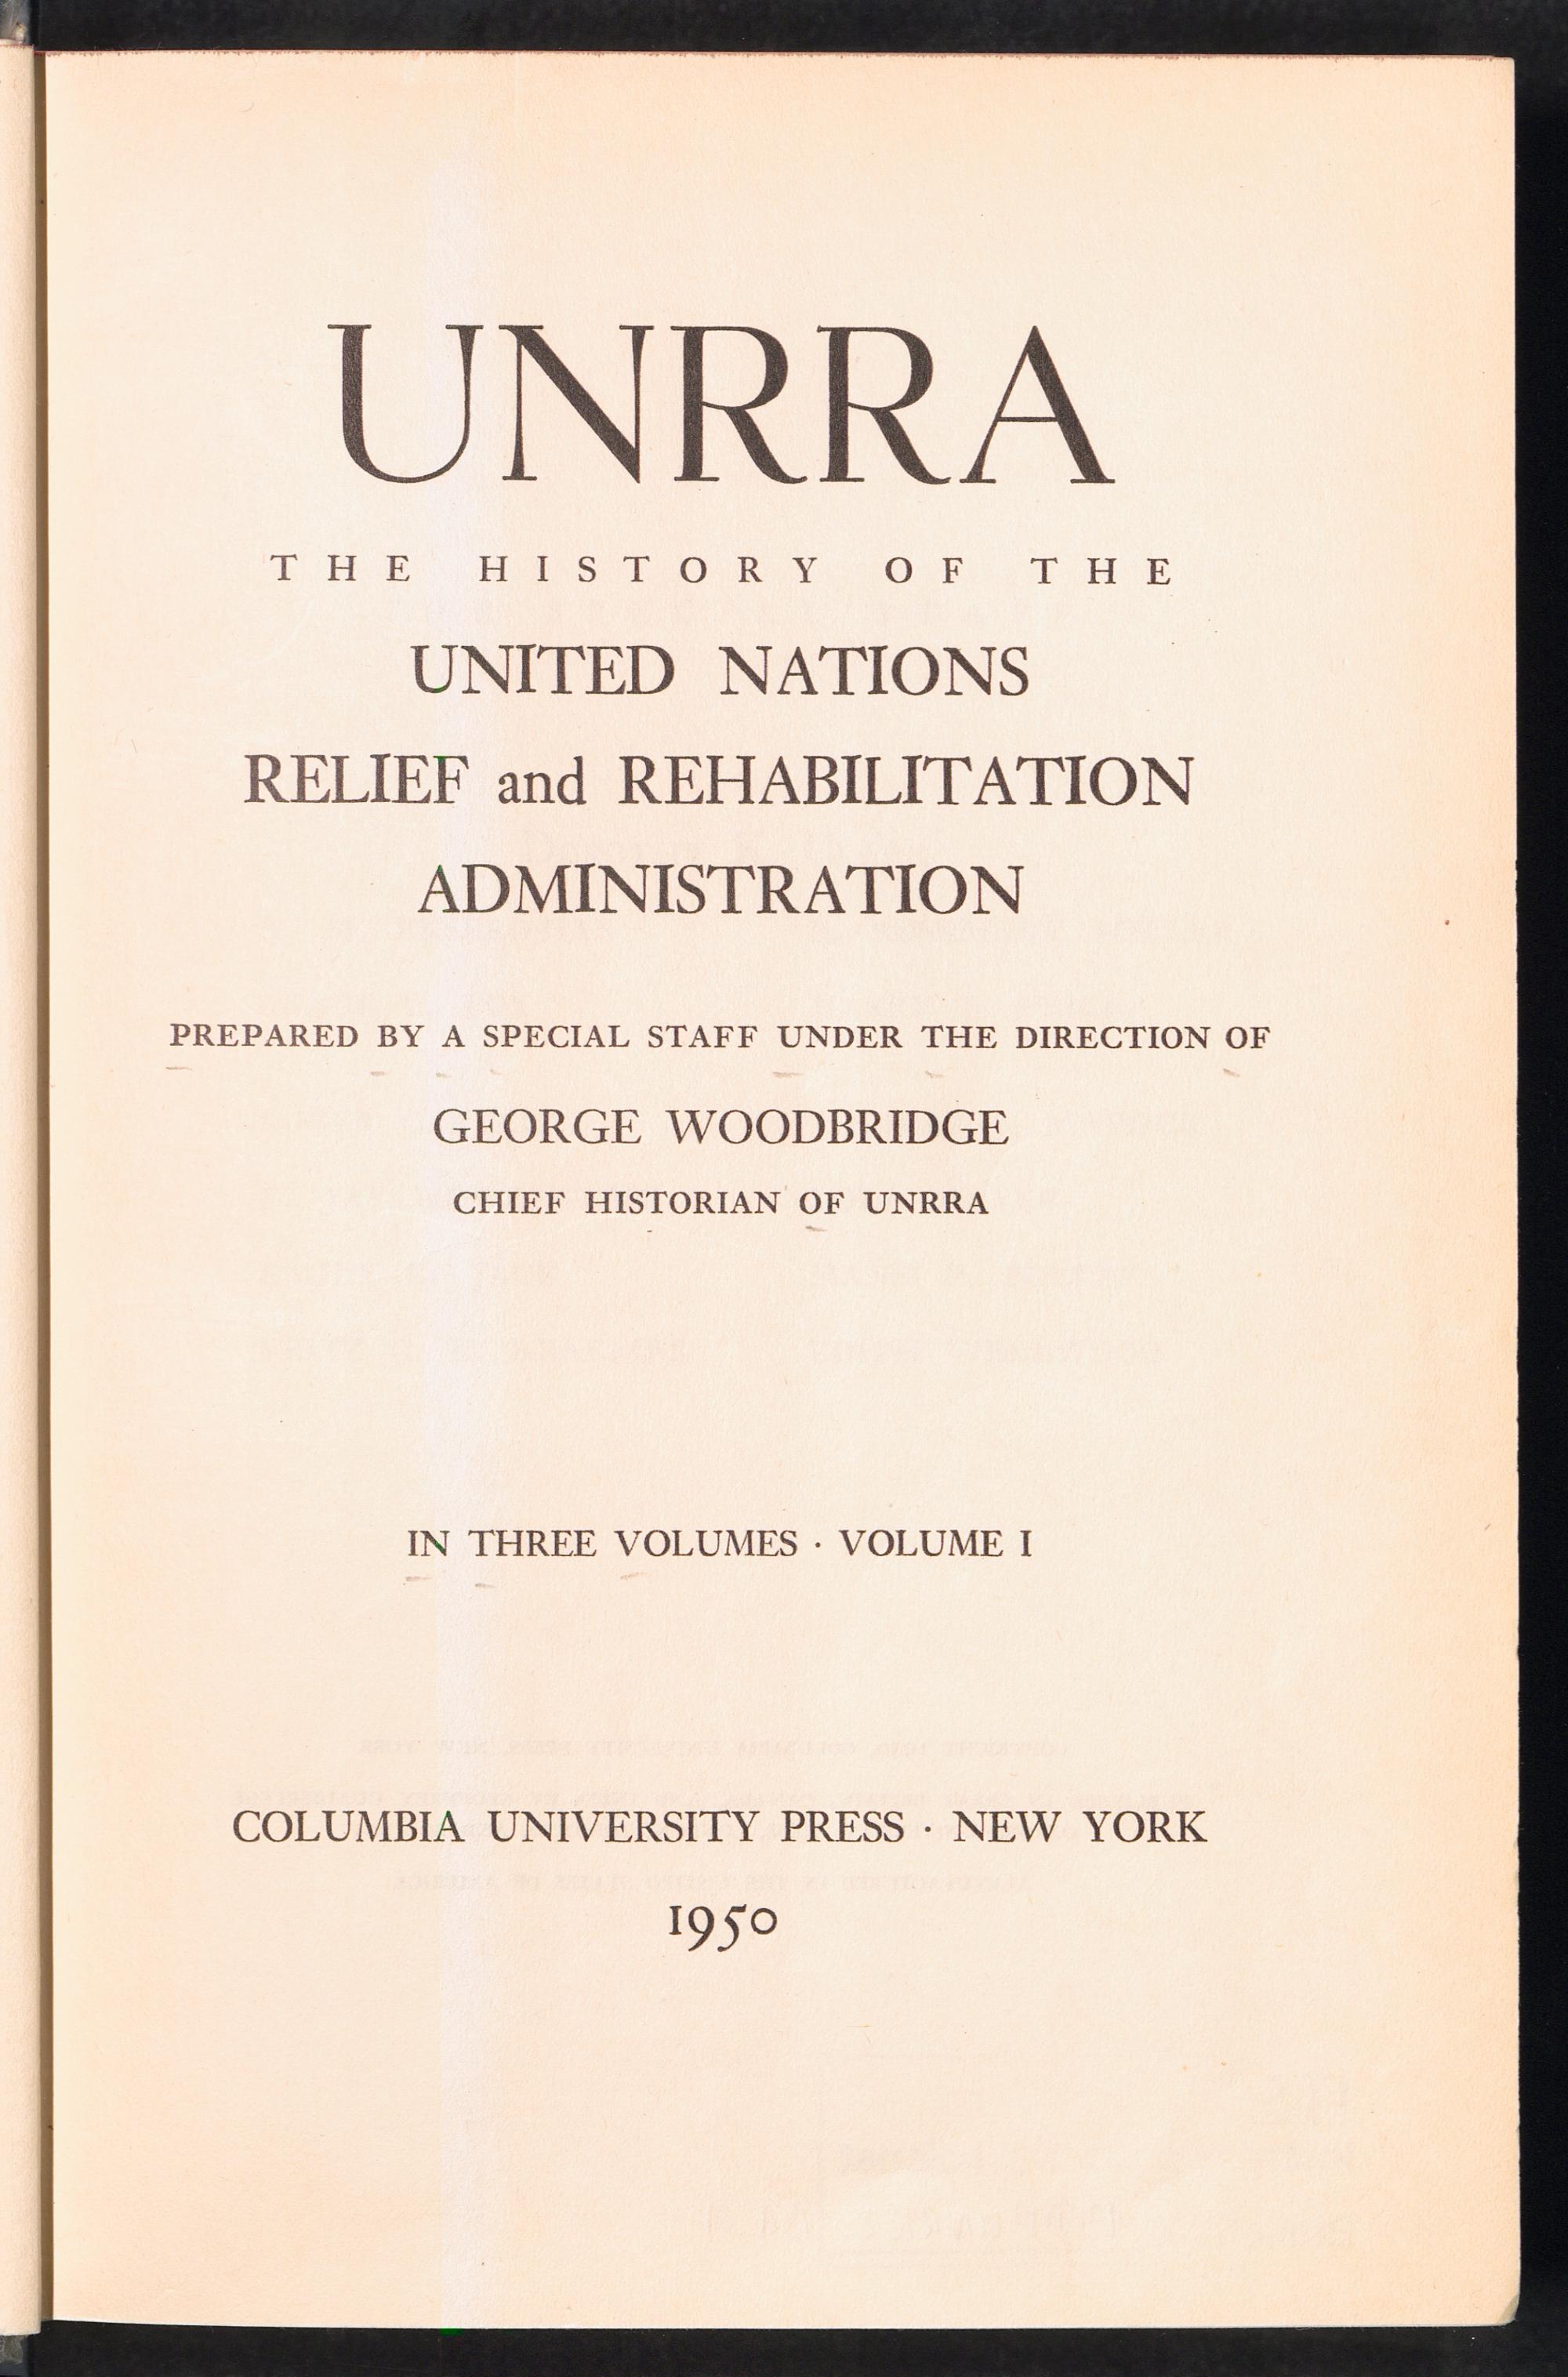 UNRRA
THE HISTORY OF THE
UNITED NATIONS
RELIEF and REHABILITATION
ADMINISTRATION
PREPARED BY A SPECIAL STAFF UNDER THE DIRECTION OF
GEORGE WOODBRIDGE
CHIEF HISTORIAN OF UNRRA
IN THREE VOLUMES · VOLUME I
COLUMBIA UNIVERSITY PRESS · NEW YORK
1950